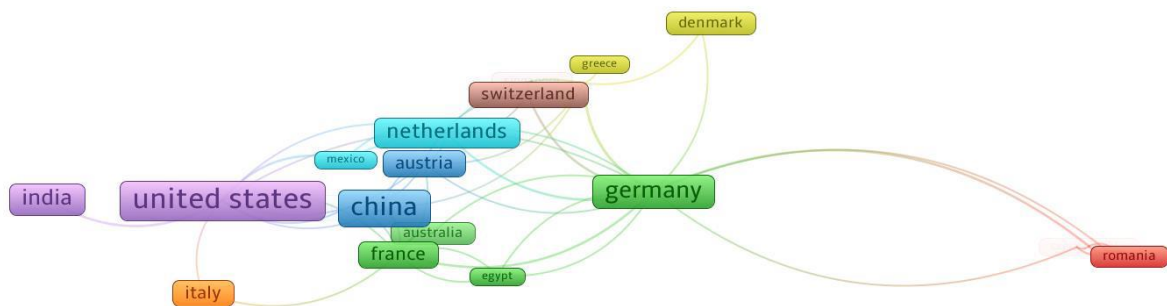 denmark
greece
switzerland
netherlands
mexico
austria
india
united states
china
germany
australia
france
romania
egypt
italy